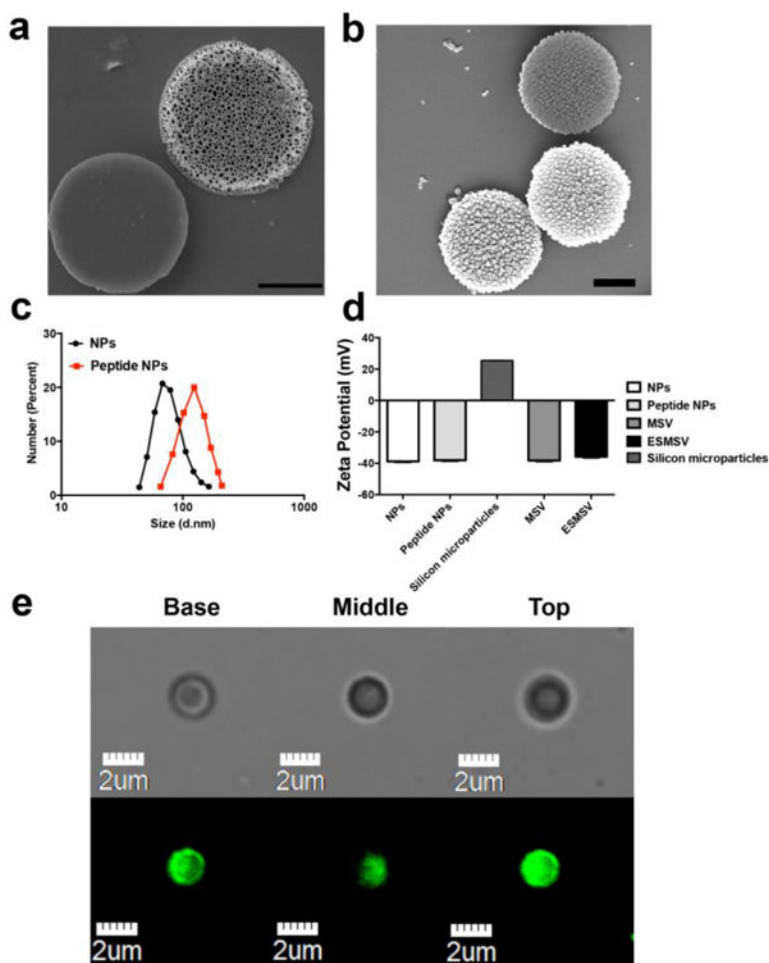 a
b
c
NPs
Peptide NPs
Number (Percent)
30
20
10
0
10
100
1000
Size (d.nm)
d
Zeta Potential (mV)
40
20
0
-20
-40
-60
NPs
Peptide NPs
Silicon microparticles
MSV
ESMSV
NPs
Peptide NPs
MSV
ESMSV
Silicon microparticles
e
Base
Middle
Top
2um
2um
2um
2um
2um
2um